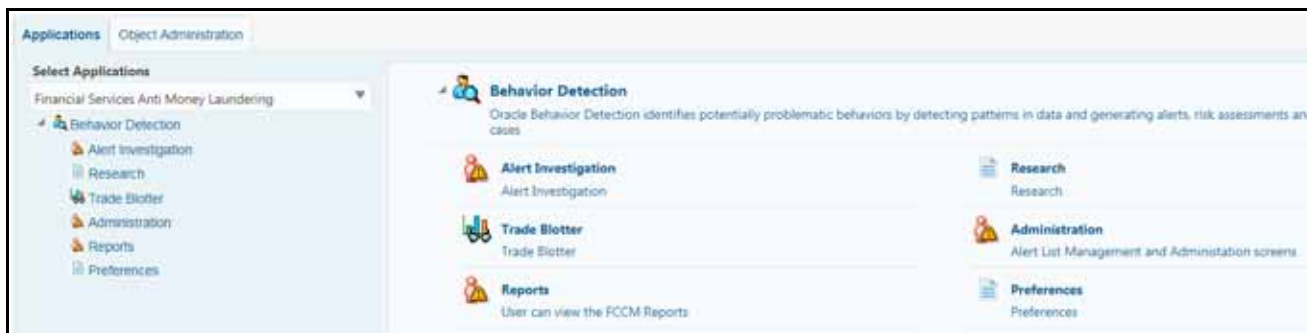 Applications
Object Administration
Select Applications
Financial Services Anti Money Laundering
Behavior Detection
Alert Investigation
Research
Trade Blotter
Administration
Reports
Preferences
Behavior Detection
Oracle Behavior Detection identifies potentially problematic behaviors by detecting patterns in data and generating alerts, risk assessments an
cases
Alert Investigation
Alert Investigation
Research
Research
Trade Blotter
Trade Blotter
Administration
Alert List Management and Administation screens
Reports
User can view the FCCM Reports
Preferences
Preferences